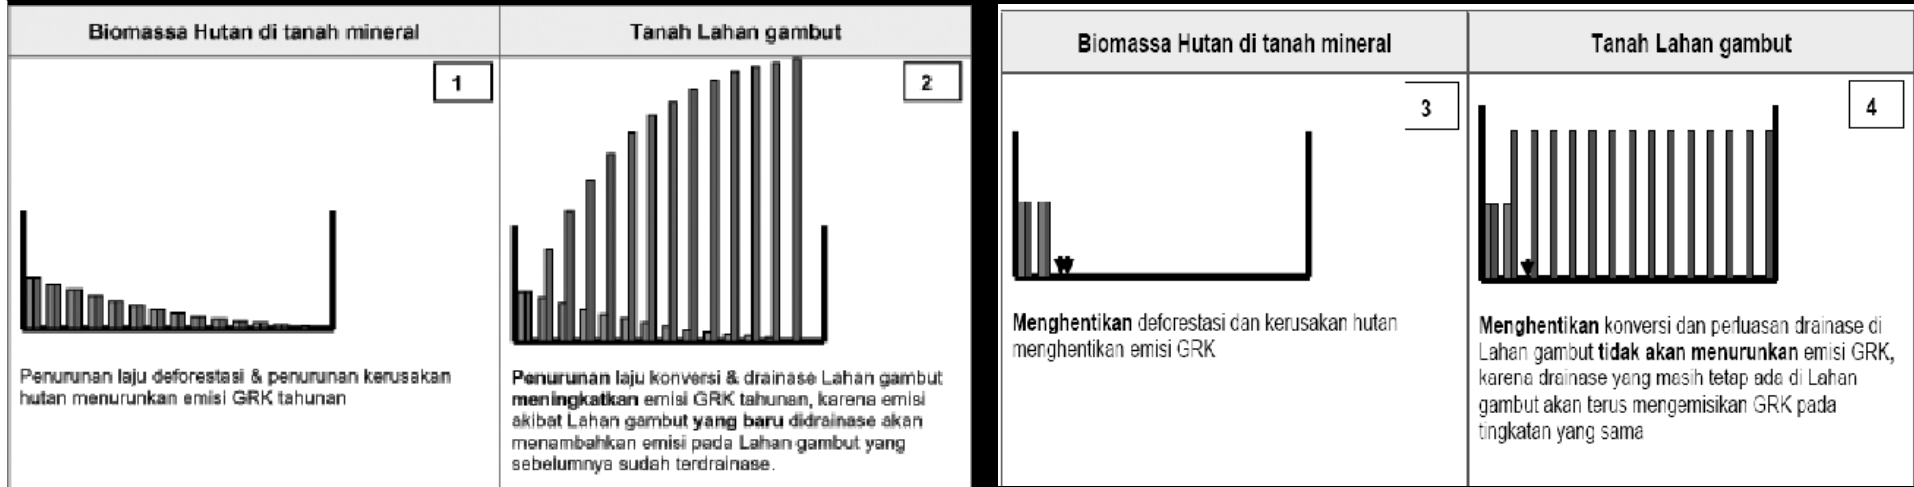 Biomassa Hutan di tanah mineral
Tanah Lahan gambut
1
2
Penurunan laju deforestasi & penurunan kerusakan
hutan menurunkan emisi GRK tahunan
Penurunan laju konversi & drainase Lahan gambut
meningkatkan emisi GRK tahunan, karena emisi
akibat Lahan gambut yang baru didrainase akan
menambahkan emisi pada Lahan gambut yang
sebelumnya sudah terdrainase.
Biomassa Hutan di tanah mineral
Tanah Lahan gambut
3
4
Menghentikan deforestasi dan kerusakan hutan
menghentikan emisi GRK
Menghentikan konversi dan perluasan drainase di
Lahan gambut tidak akan menurunkan emisi GRK,
karena drainase yang masih tetap ada di Lahan
gambut akan terus mengemisikan GRK pada
tingkatan yang sama